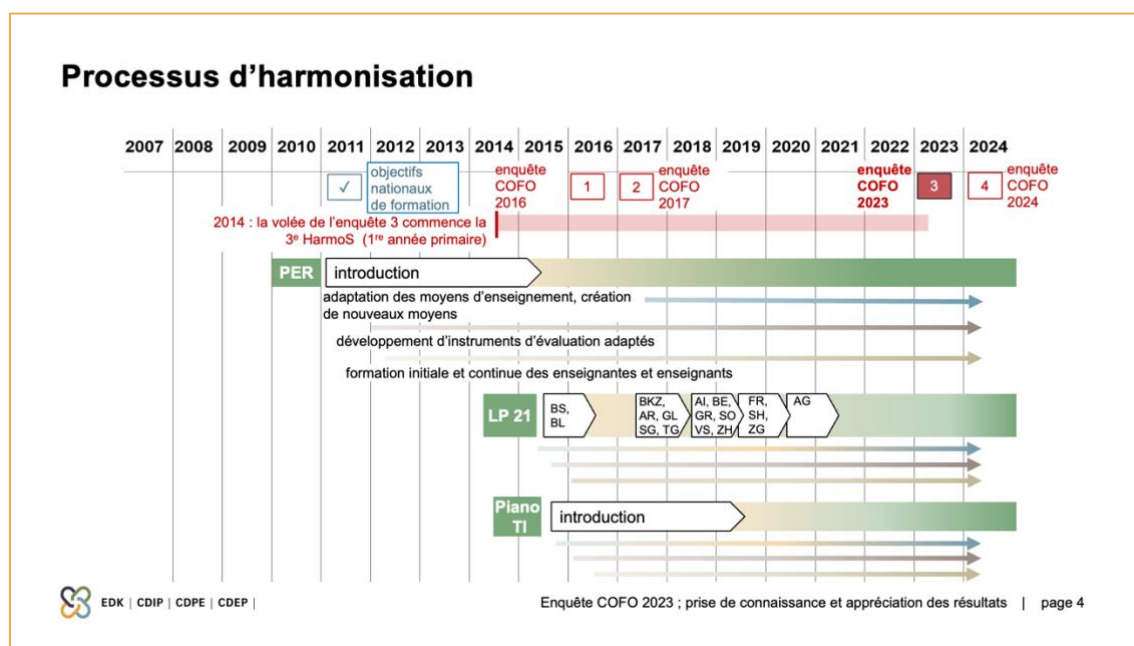 Processus d’harmonisation
2007 2008 2009 2010 2011 2012 2013 2014 2015 2016 2017 2018 2019 2020 2021 2022 2023 2024
✓
objectifs
nationaux
de formation
enquête
COFO
2016
1
2
enquête
COFO
2017
enquête
COFO
2023
3
4
enquête
COFO
2024
2014 : la volée de l’enquête 3 commence la
3e HarmoS (1re année primaire)
PER
introduction
adaptation des moyens d’enseignement, création
de nouveaux moyens
développement d’instruments d’évaluation adaptés
formation initiale et continue des enseignantes et enseignants
LP 21
BS,
BL
BKZ,
AR, GL
SG, TG
AI, BE,
GR, SO
VS, ZH
FR,
SH,
ZG
AG
Piano
TI
introduction
EDK | CDIP | CDPE | CDEP |
Enquête COFO 2023 ; prise de connaissance et appréciation des résultats | page 4